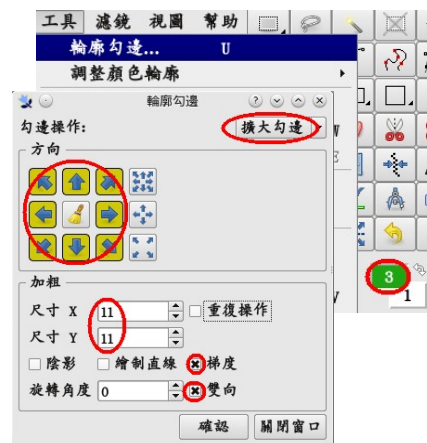 工具 濾鏡 視圖 幫助
輪廓勾邊... U
調整顏色輪廓
輪廓勾邊
勾邊操作: 擴大勾邊
方向
加粗
尺寸 X 11 重復操作
尺寸 Y 11
陰影 繪制直線 梯度
旋轉角度 0 雙向
確認 關閉窗口
3
1